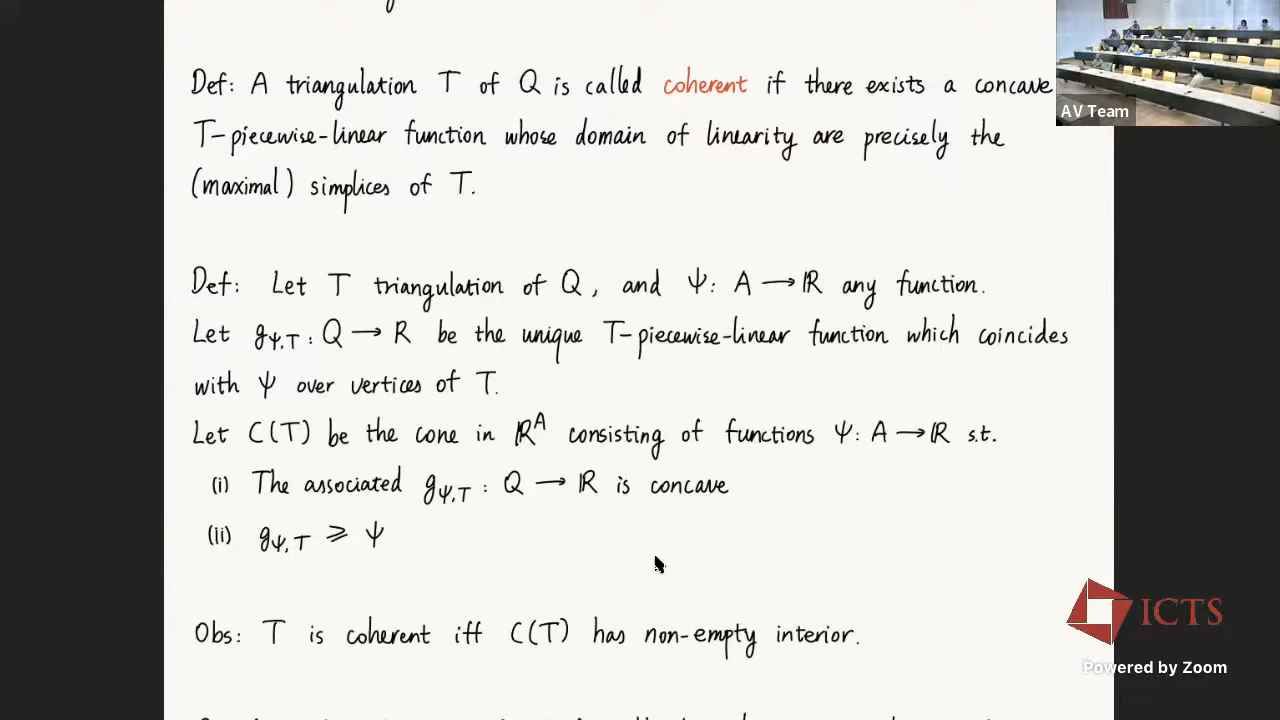 Def: A triangulation T of Q is called coherent if there exists a concave
T-piecewise-linear function whose domain of linearity are precisely the
(maximal) simplices of T.
Def: Let T triangulation of Q, and Ψ: A → ℝ any function.
Let g_{Ψ,T} : Q → R be the unique T-piecewise-linear function which coincides
with Ψ over vertices of T.
Let C(T) be the cone in ℝ^A consisting of functions Ψ: A → ℝ s.t.
(i) The associated g_{Ψ,T} : Q → ℝ is concave
(ii) g_{Ψ,T} ⩾ Ψ
Obs: T is coherent iff C(T) has non-empty interior.
AV Team
ICTS
Powered by Zoom